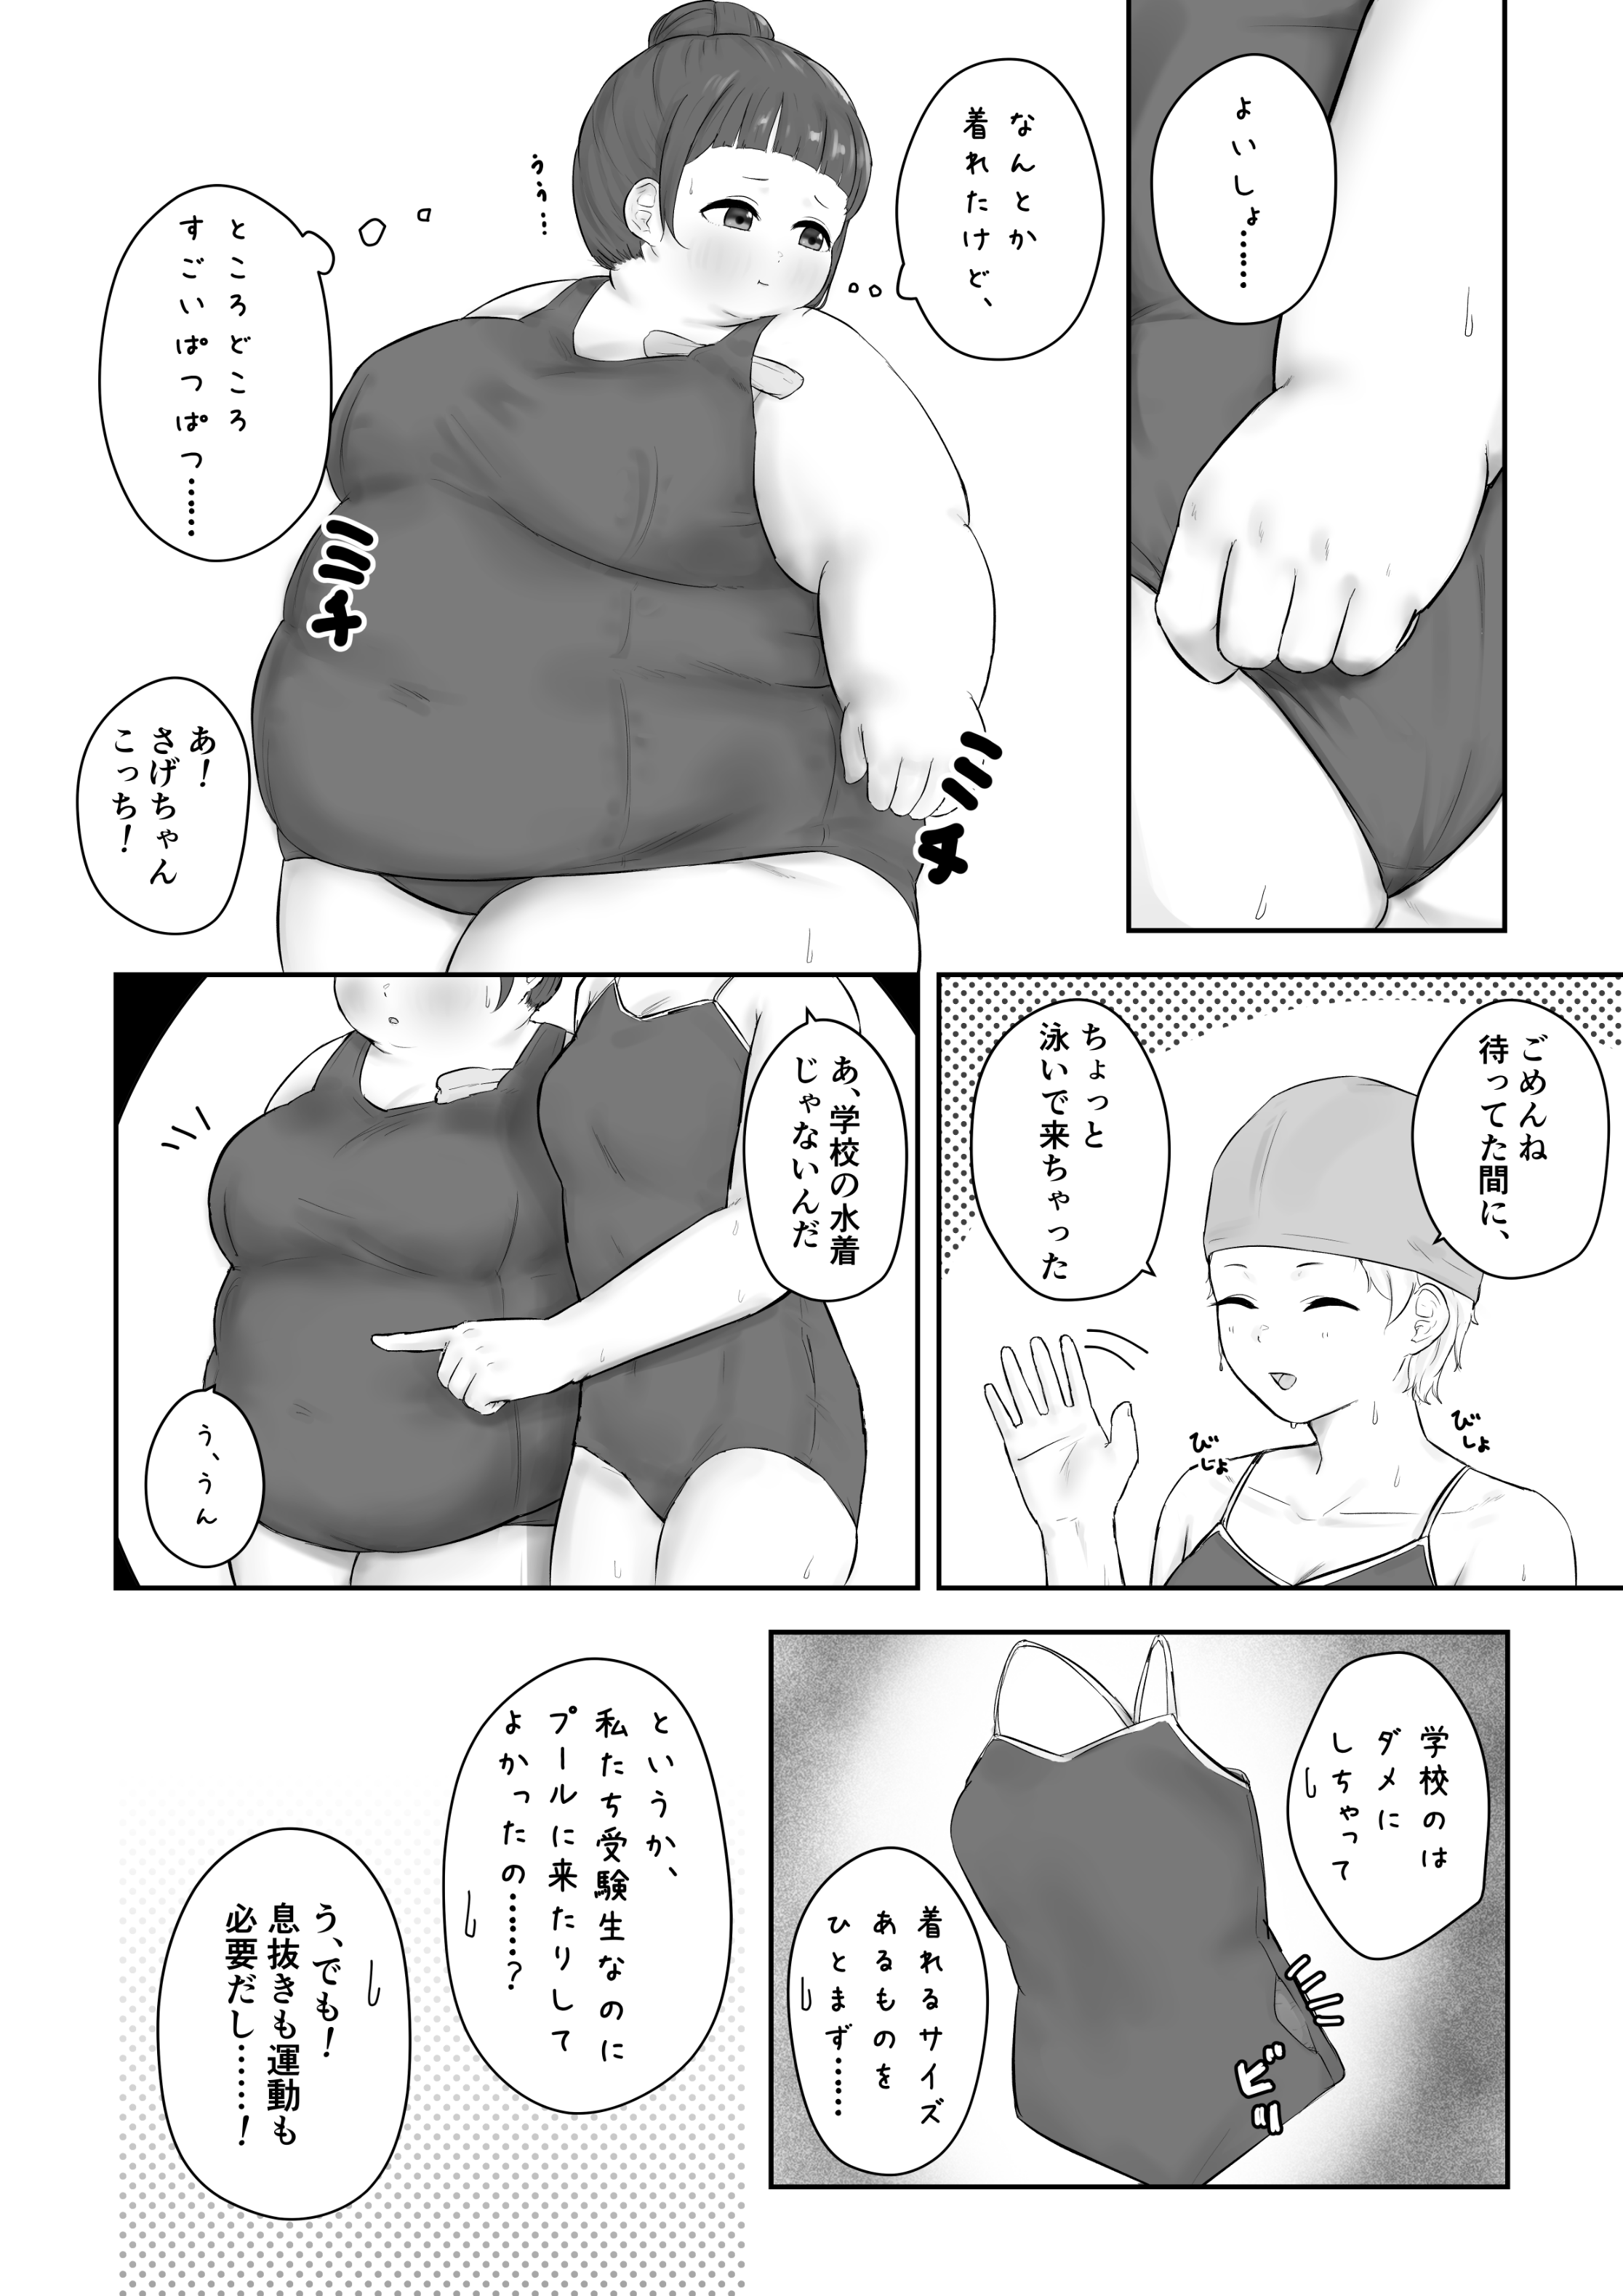 よいしょ……
なんとか
着れたけど、
うぅ…
ところどころ
すごいぱつぱつ……
ミチ
ミチ
あ！
さげちゃん
こっち！
ごめんね
待ってた間に、
ちょっと
泳いで来ちゃった
びしょ
びしょ
あ、学校の水着
じゃないんだ
う、うん
学校のは
ダメに
しちゃって
着れるサイズ
あるものを
ひとまず……
ビリ
というか、
私たち受験生なのに
プールに来たりして
よかったの……？
う、でも！
息抜きも運動も
必要だし……！